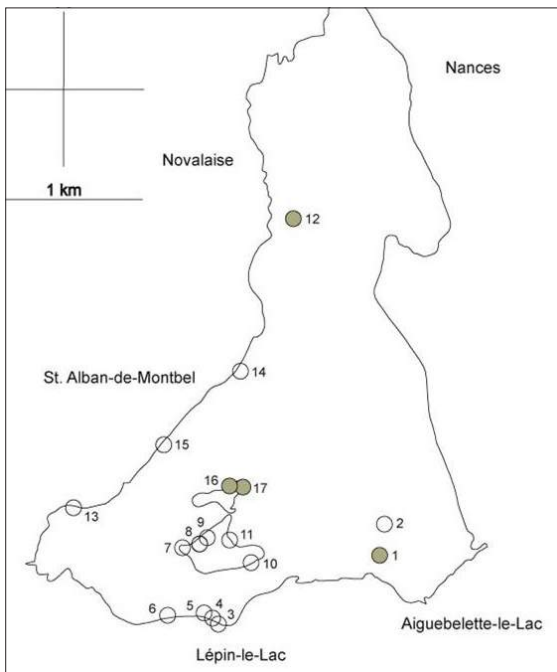 Nances
Novalaise
1 km
12
14
St. Alban-de-Montbel
15
16
17
13
2
9
8
11
7
1
10
5
4
6
3
Aiguebelette-le-Lac
Lépin-le-Lac